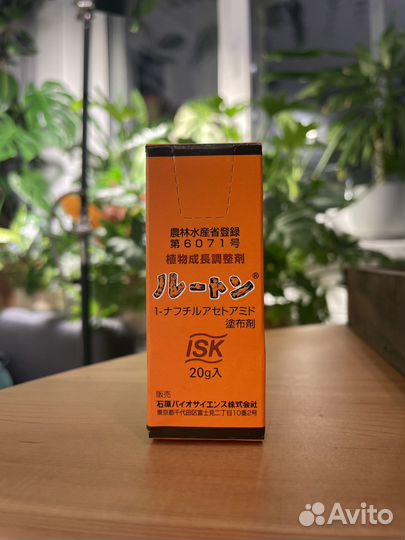 農林水産省登録
第6071号
植物成長調整剤
ルートン®
1-ナフチルアセトアミド
塗布剤
ISK
20g入
販売
石原バイオサイエンス株式会社
東京都千代田区富士見二丁目10番2号
Avito